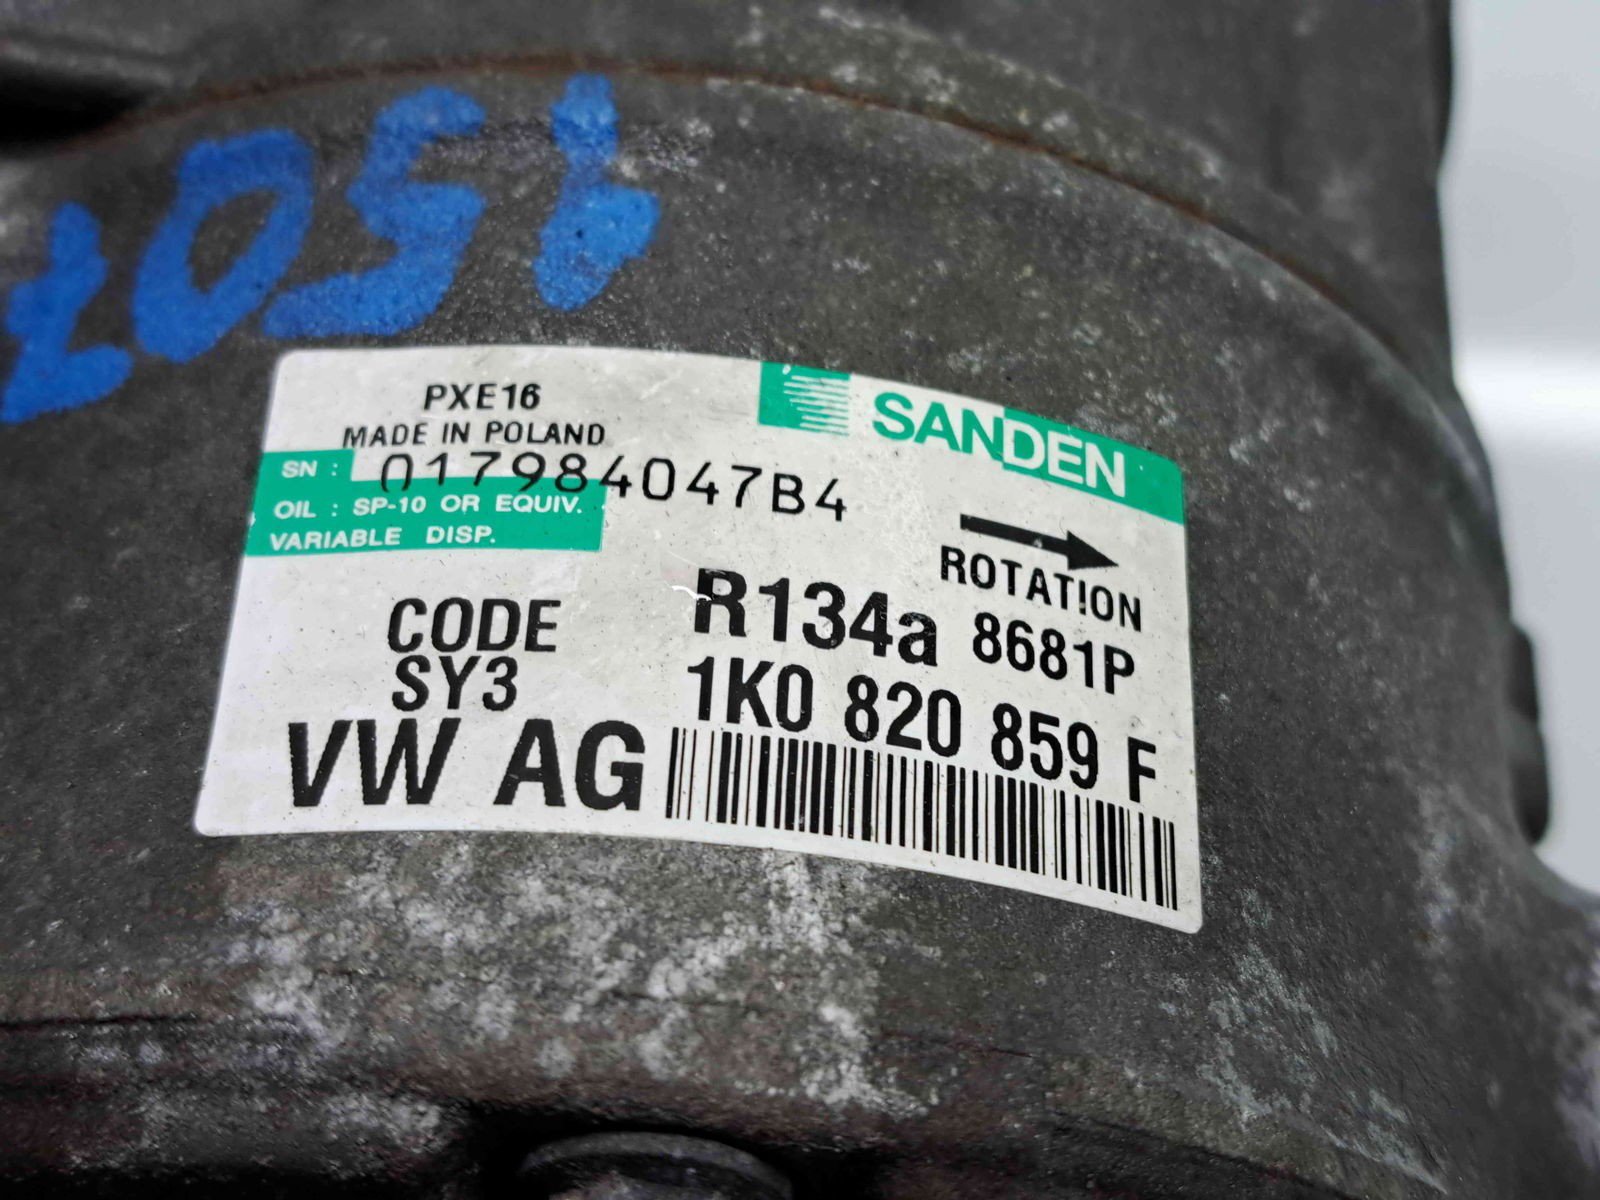 1507
PXE16
MADE IN POLAND
SANDEN
SN : 017984047B4
OIL : SP-10 OR EQUIV.
VARIABLE DISP.
ROTATION
CODE
SY3
R134a 8681P
1K0 820 859 F
VW AG